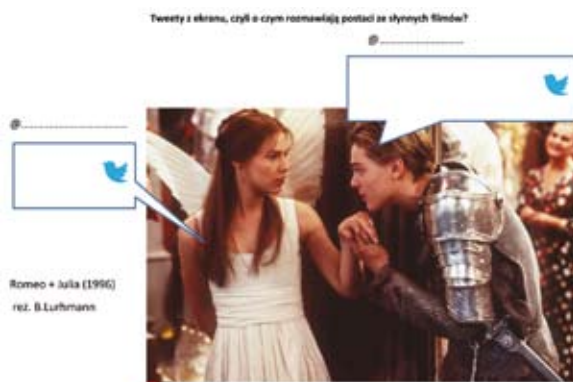 Tweety z ekranu, czyli o czym rozmawiają postaci ze słynnych filmów?
@........................
@..............................
Romeo + Julia (1996)
reż. B.Lurhmann